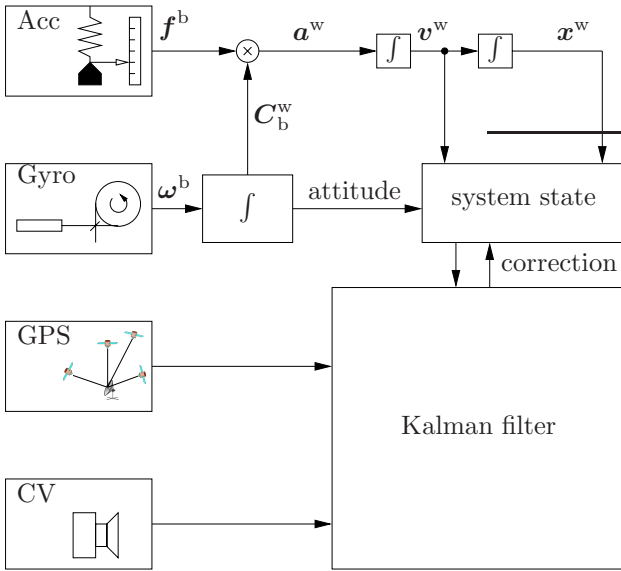 Acc
f^b
×
a^w
∫
v^w
∫
x^w
C_b^w
Gyro
ω^b
∫
attitude
system state
correction
GPS
Kalman filter
CV